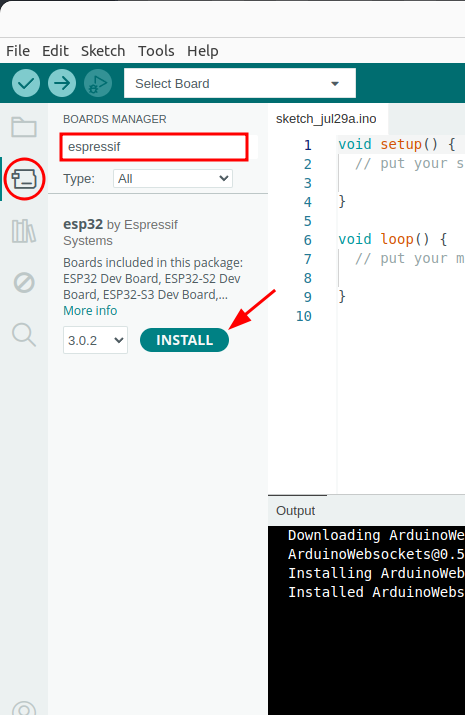 File Edit Sketch Tools Help
Select Board
BOARDS MANAGER
espressif
Type: All
esp32 by Espressif
Systems
Boards included in this package:
ESP32 Dev Board, ESP32-S2 Dev
Board, ESP32-S3 Dev Board,...
More info
3.0.2 INSTALL
sketch_jul29a.ino
1 void setup() {
2 // put your s
3
4 }
5
6 void loop() {
7 // put your m
8
9 }
10
Output
Downloading ArduinoWe
ArduinoWebsockets@0.5
Installing ArduinoWeb
Installed ArduinoWebs